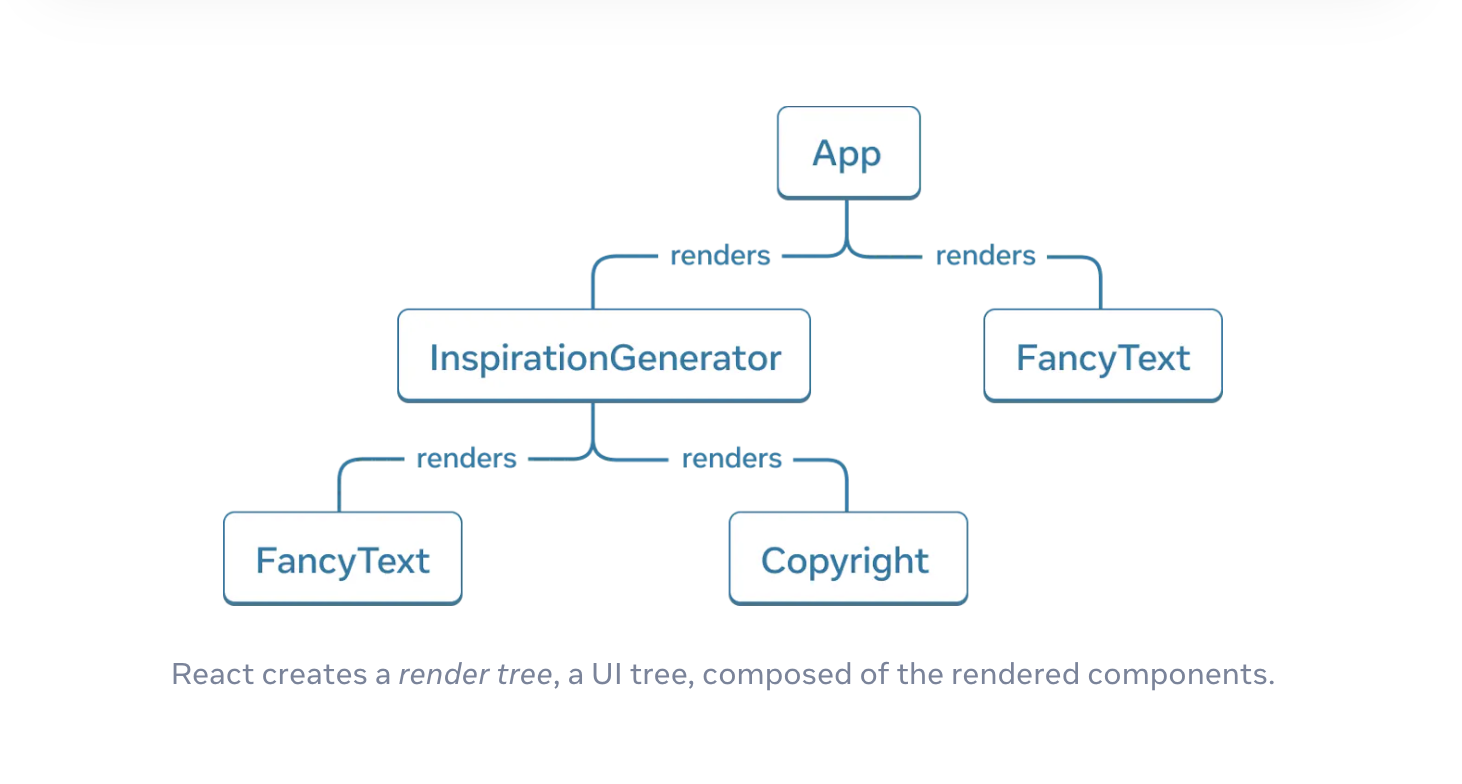 App
renders renders
InspirationGenerator FancyText
renders renders
FancyText Copyright
React creates a render tree, a UI tree, composed of the rendered components.